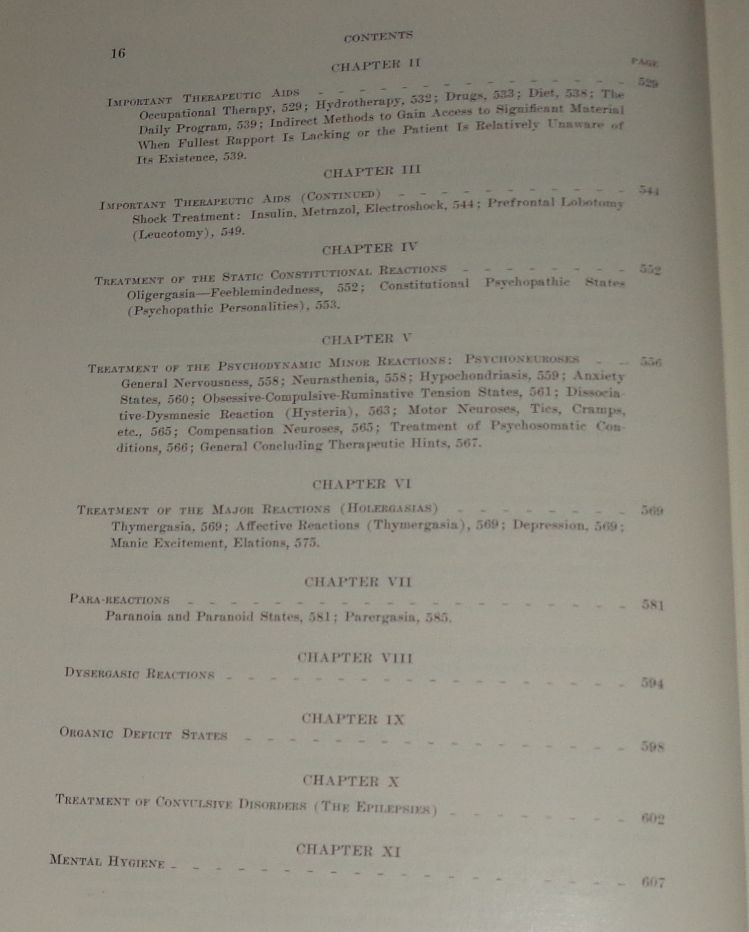 16
CONTENTS
CHAPTER II
PAGE
IMPORTANT THERAPEUTIC AIDS - - - - - - - - - - - - 529
Occupational Therapy, 529; Hydrotherapy, 532; Drugs, 533; Diet, 538; The
Daily Program, 539; Indirect Methods to Gain Access to Significant Material
When Fullest Rapport Is Lacking or the Patient Is Relatively Unaware of
Its Existence, 539.
CHAPTER III
IMPORTANT THERAPEUTIC AIDS (CONTINUED) - - - - - - - - - - 544
Shock Treatment: Insulin, Metrazol, Electroshock, 544; Prefrontal Lobotomy
(Leucotomy), 549.
CHAPTER IV
TREATMENT OF THE STATIC CONSTITUTIONAL REACTIONS - - - - - - - 552
Oligergasia—Feeblemindedness, 552; Constitutional Psychopathic States
(Psychopathic Personalities), 553.
CHAPTER V
TREATMENT OF THE PSYCHODYNAMIC MINOR REACTIONS: PSYCHONEUROSES - - 556
General Nervousness, 558; Neurasthenia, 558; Hypochondriasis, 559; Anxiety
States, 560; Obsessive-Compulsive-Ruminative Tension States, 561; Dissocia-
tive-Dysmnesic Reaction (Hysteria), 563; Motor Neuroses, Tics, Cramps,
etc., 565; Compensation Neuroses, 565; Treatment of Psychosomatic Con-
ditions, 566; General Concluding Therapeutic Hints, 567.
CHAPTER VI
TREATMENT OF THE MAJOR REACTIONS (HOLERGASIAS) - - - - - - - 569
Thymergasia, 569; Affective Reactions (Thymergasia), 569; Depression, 569;
Manic Excitement, Elations, 575.
CHAPTER VII
PARA-REACTIONS - - - - - - - - - - - - - - - - 581
Paranoia and Paranoid States, 581; Parergasia, 585.
CHAPTER VIII
DYSERGASIC REACTIONS - - - - - - - - - - - - - - - 594
CHAPTER IX
ORGANIC DEFICIT STATES - - - - - - - - - - - - - - 598
CHAPTER X
TREATMENT OF CONVULSIVE DISORDERS (THE EPILEPSIES) - - - - - - - 602
CHAPTER XI
MENTAL HYGIENE - - - - - - - - - - - - - - - - - 607